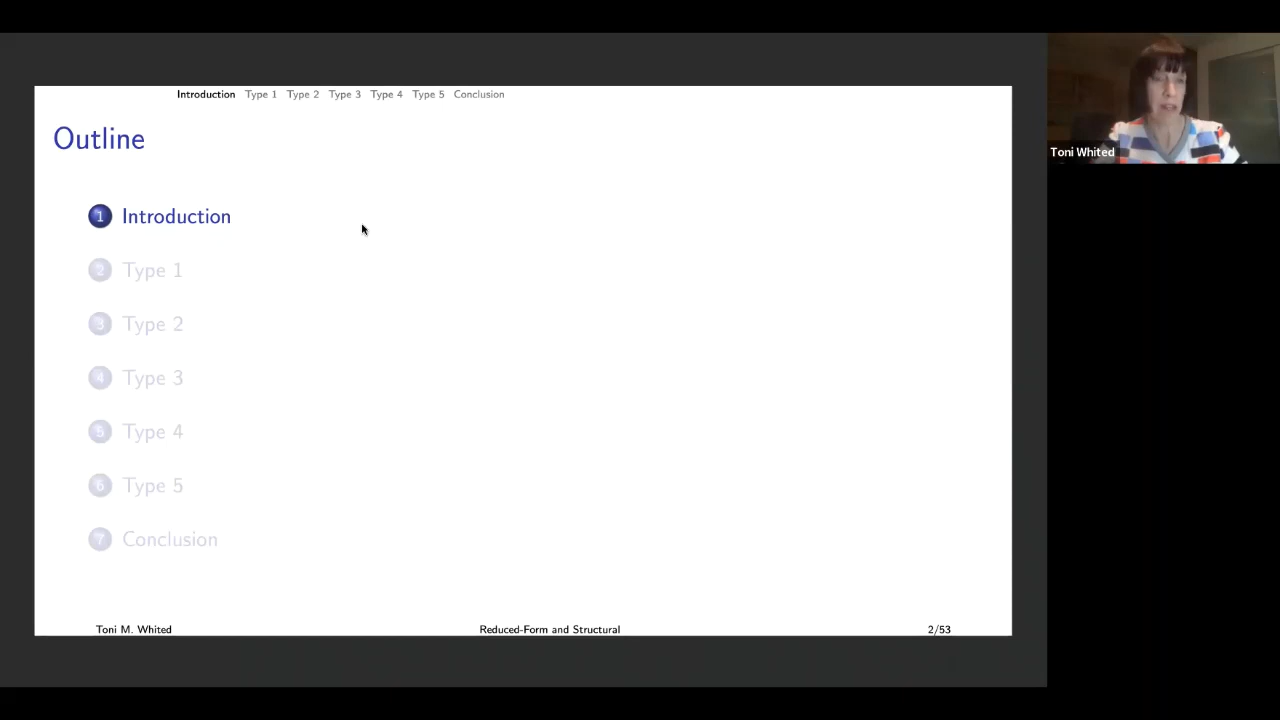 Introduction Type 1 Type 2 Type 3 Type 4 Type 5 Conclusion
Outline
1 Introduction
2 Type 1
3 Type 2
4 Type 3
5 Type 4
6 Type 5
7 Conclusion
Toni M. Whited Reduced-Form and Structural 2/53
Toni Whited